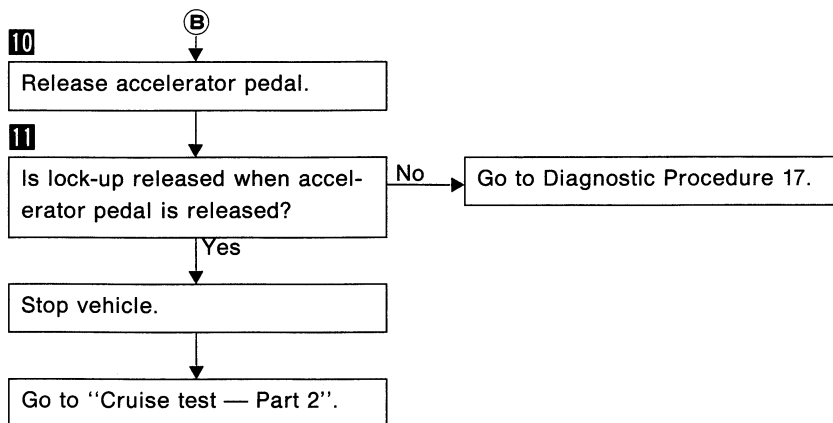 B
10
Release accelerator pedal.
11
Is lock-up released when accel-
erator pedal is released?
No
Go to Diagnostic Procedure 17.
Yes
Stop vehicle.
Go to ‘‘Cruise test — Part 2’’.